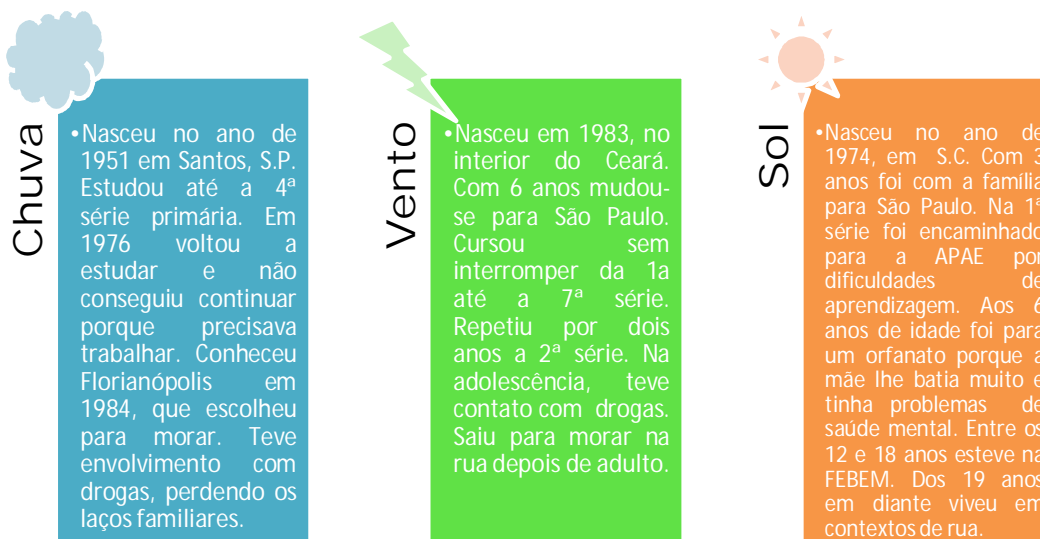 Chuva
•Nasceu no ano de
1951 em Santos, S.P.
Estudou até a 4ª
série primária. Em
1976 voltou a
estudar e não
conseguiu continuar
porque precisava
trabalhar. Conheceu
Florianópolis em
1984, que escolheu
para morar. Teve
envolvimento com
drogas, perdendo os
laços familiares.
Vento
•Nasceu em 1983, no
interior do Ceará.
Com 6 anos mudou-
se para São Paulo.
Cursou sem
interromper da 1a
até a 7ª série.
Repetiu por dois
anos a 2ª série. Na
adolescência, teve
contato com drogas.
Saiu para morar na
rua depois de adulto.
Sol
•Nasceu no ano de
1974, em S.C. Com 3
anos foi com a família
para São Paulo. Na 1ª
série foi encaminhado
para a APAE por
dificuldades de
aprendizagem. Aos 6
anos de idade foi para
um orfanato porque a
mãe lhe batia muito e
tinha problemas de
saúde mental. Entre os
12 e 18 anos esteve na
FEBEM. Dos 19 anos
em diante viveu em
contextos de rua.